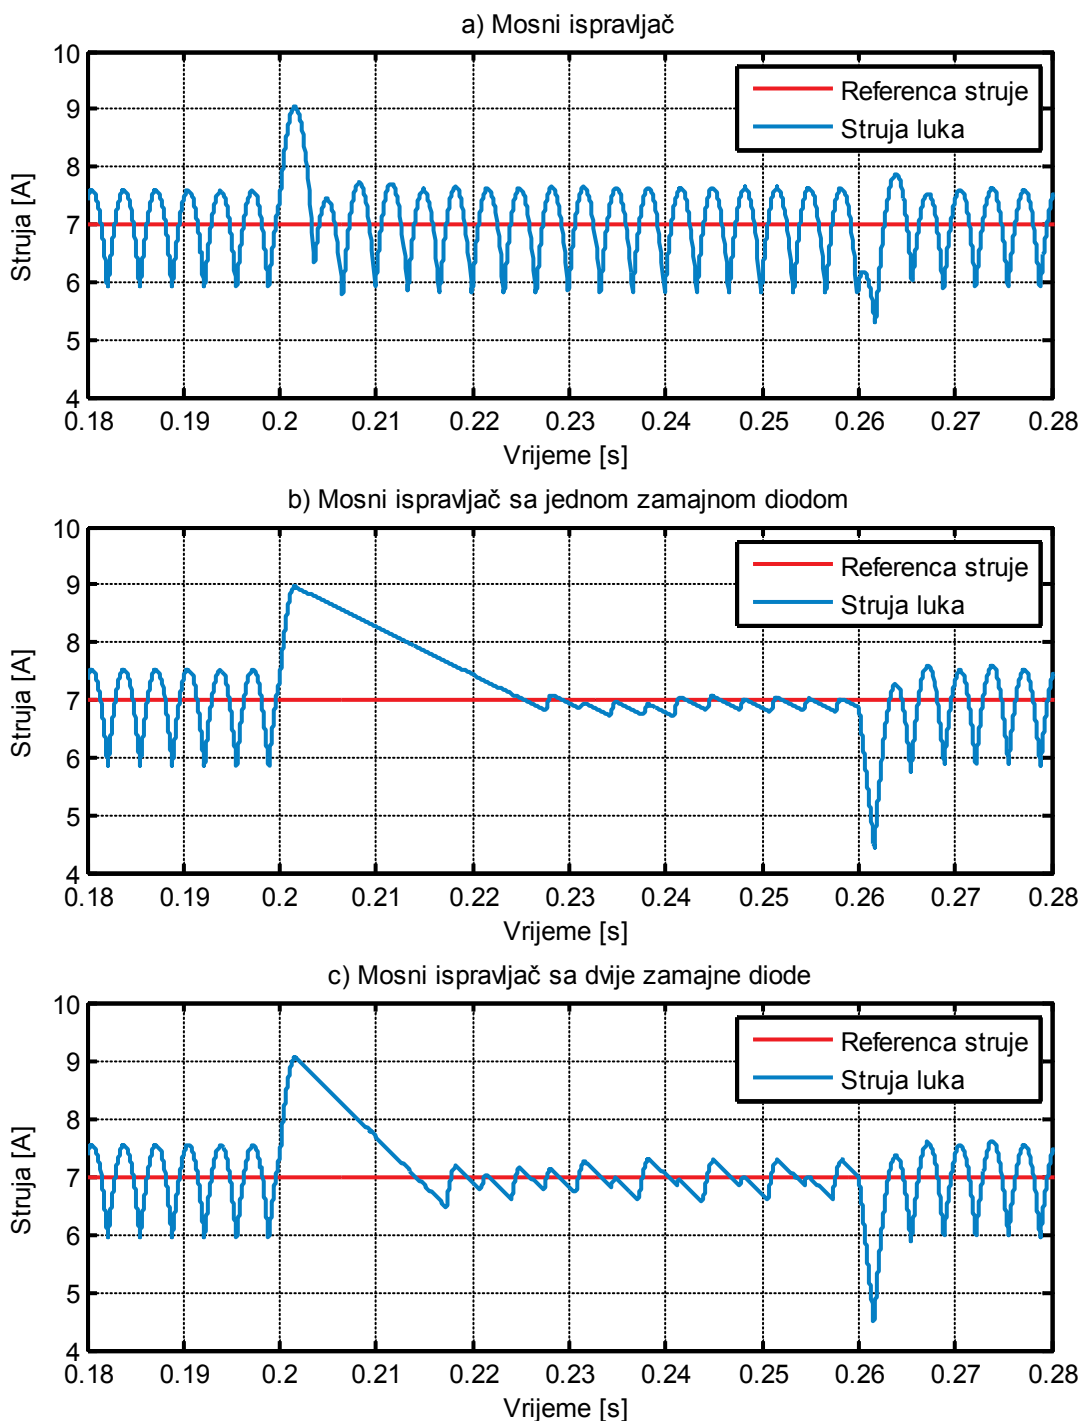 a) Mosni ispravljač
10
9
8
7
6
5
4
Struja [A]
Referenca struje
Struja luka
0.18 0.19 0.2 0.21 0.22 0.23 0.24 0.25 0.26 0.27 0.28
Vrijeme [s]
b) Mosni ispravljač sa jednom zamajnom diodom
10
9
8
7
6
5
4
Struja [A]
Referenca struje
Struja luka
0.18 0.19 0.2 0.21 0.22 0.23 0.24 0.25 0.26 0.27 0.28
Vrijeme [s]
c) Mosni ispravljač sa dvije zamajne diode
10
9
8
7
6
5
4
Struja [A]
Referenca struje
Struja luka
0.18 0.19 0.2 0.21 0.22 0.23 0.24 0.25 0.26 0.27 0.28
Vrijeme [s]